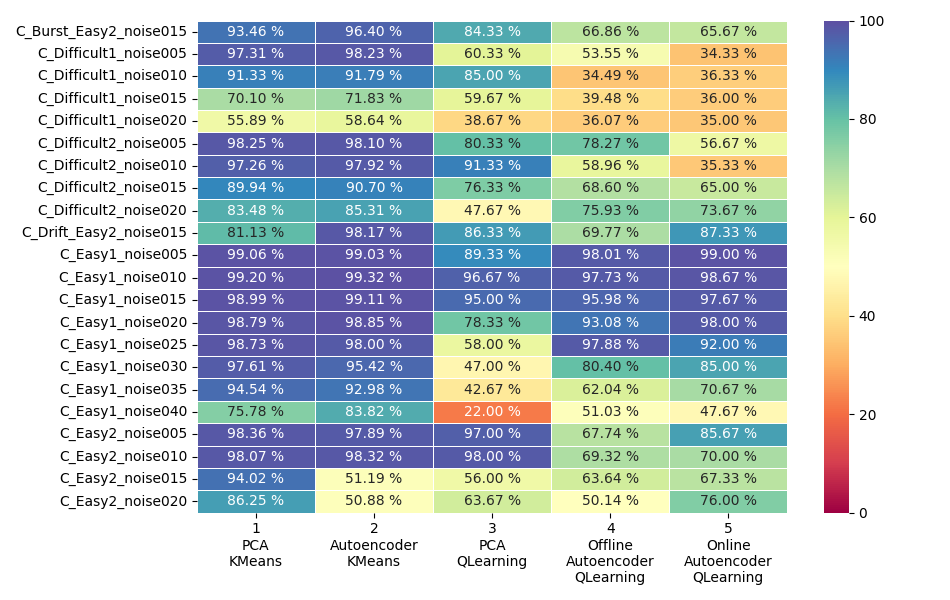 C_Burst_Easy2_noise015 93.46 % 96.40 % 84.33 % 66.86 % 65.67 % 100
C_Difficult1_noise005 97.31 % 98.23 % 60.33 % 53.55 % 34.33 %
C_Difficult1_noise010 91.33 % 91.79 % 85.00 % 34.49 % 36.33 %
C_Difficult1_noise015 70.10 % 71.83 % 59.67 % 39.48 % 36.00 %
C_Difficult1_noise020 55.89 % 58.64 % 38.67 % 36.07 % 35.00 % 80
C_Difficult2_noise005 98.25 % 98.10 % 80.33 % 78.27 % 56.67 %
C_Difficult2_noise010 97.26 % 97.92 % 91.33 % 58.96 % 35.33 %
C_Difficult2_noise015 89.94 % 90.70 % 76.33 % 68.60 % 65.00 %
C_Difficult2_noise020 83.48 % 85.31 % 47.67 % 75.93 % 73.67 % 60
C_Drift_Easy2_noise015 81.13 % 98.17 % 86.33 % 69.77 % 87.33 %
C_Easy1_noise005 99.06 % 99.03 % 89.33 % 98.01 % 99.00 %
C_Easy1_noise010 99.20 % 99.32 % 96.67 % 97.73 % 98.67 %
C_Easy1_noise015 98.99 % 99.11 % 95.00 % 95.98 % 97.67 %
C_Easy1_noise020 98.79 % 98.85 % 78.33 % 93.08 % 98.00 % 40
C_Easy1_noise025 98.73 % 98.00 % 58.00 % 97.88 % 92.00 %
C_Easy1_noise030 97.61 % 95.42 % 47.00 % 80.40 % 85.00 %
C_Easy1_noise035 94.54 % 92.98 % 42.67 % 62.04 % 70.67 %
C_Easy1_noise040 75.78 % 83.82 % 22.00 % 51.03 % 47.67 % 20
C_Easy2_noise005 98.36 % 97.89 % 97.00 % 67.74 % 85.67 %
C_Easy2_noise010 98.07 % 98.32 % 98.00 % 69.32 % 70.00 %
C_Easy2_noise015 94.02 % 51.19 % 56.00 % 63.64 % 67.33 %
C_Easy2_noise020 86.25 % 50.88 % 63.67 % 50.14 % 76.00 % 0
1 2 3 4 5
PCA Autoencoder PCA Offline Online
KMeans KMeans QLearning Autoencoder Autoencoder
QLearning QLearning